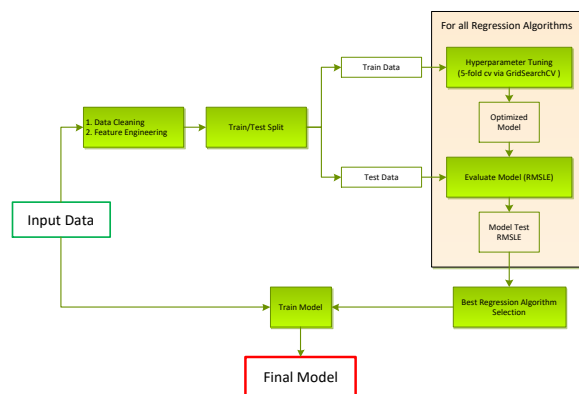 For all Regression Algorithms
Train Data
Hyperparameter Tuning
(5-fold cv via GridSearchCV )
1. Data Cleaning
2. Feature Engineering
Train/Test Split
Optimized
Model
Test Data
Evaluate Model (RMSLE)
Input Data
Model Test
RMSLE
Train Model
Best Regression Algorithm
Selection
Final Model